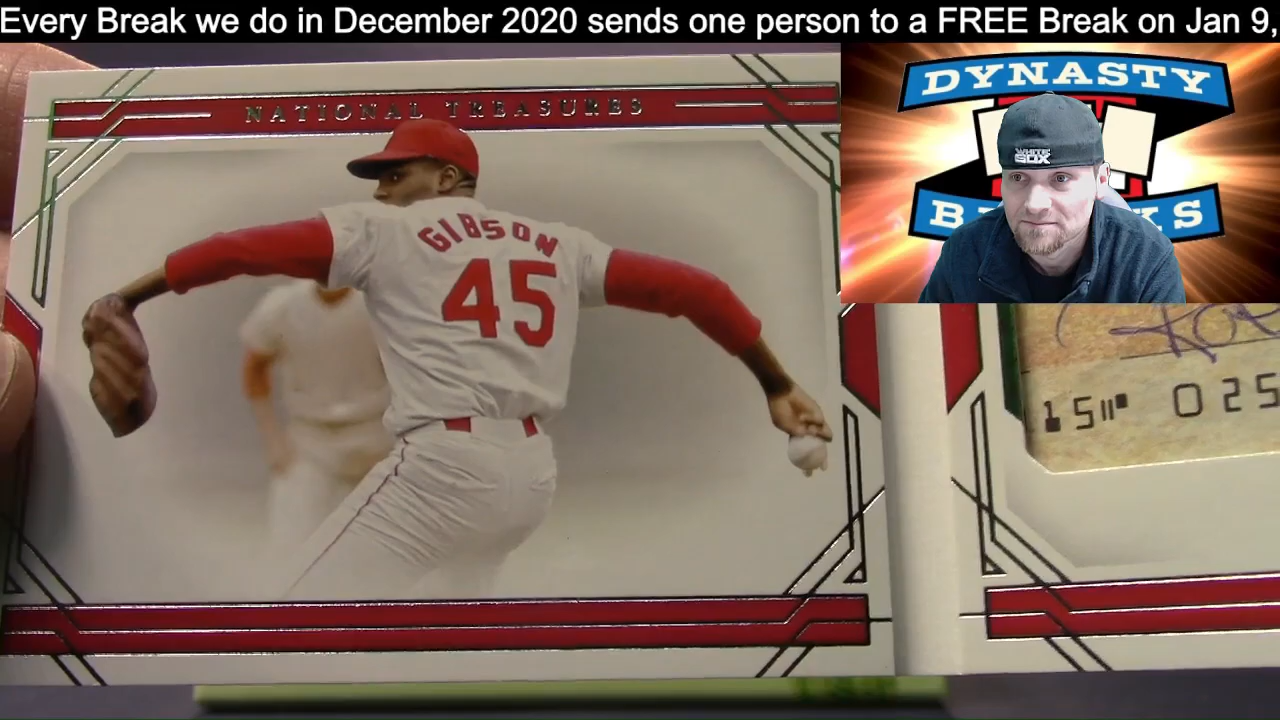 Every Break we do in December 2020 sends one person to a FREE Break on Jan 9,
NATIONAL TREASURES
DYNASTY
WHITE
SOX
GIBSON
45
15 025